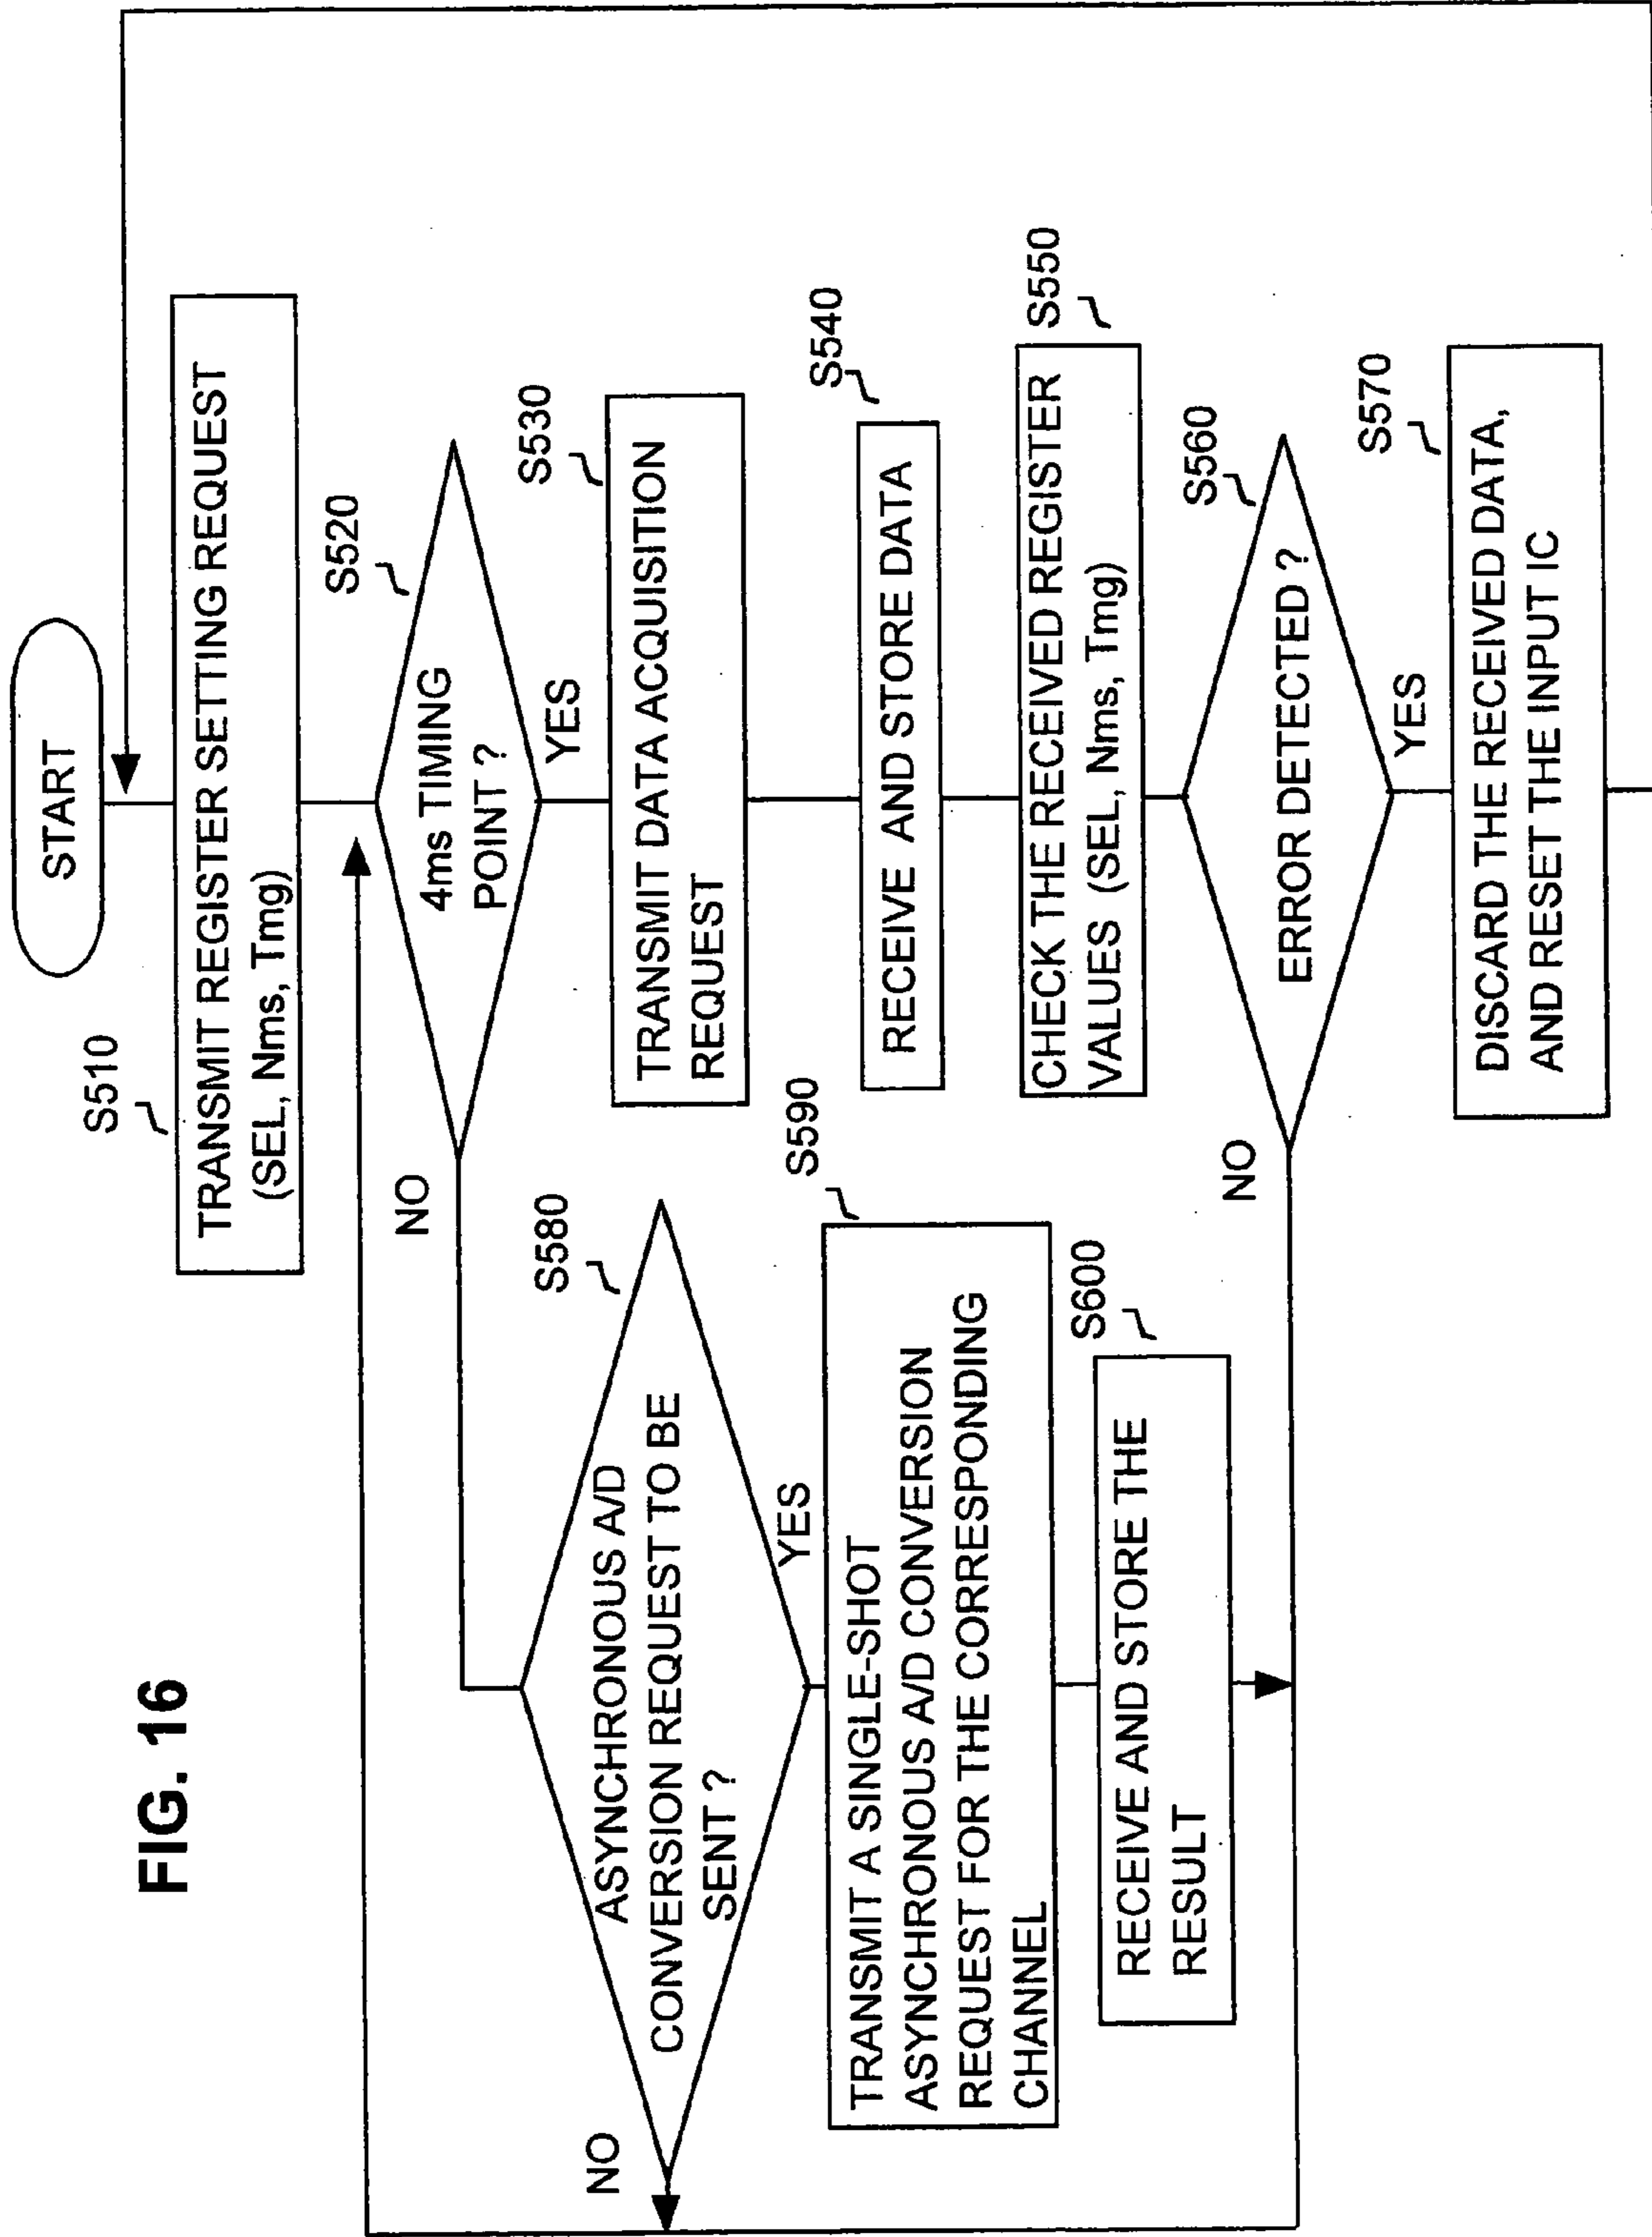 FIG. 16
START
S510
TRANSMIT REGISTER SETTING REQUEST
(SEL, Nms, Tmg)
S520
4ms TIMING
POINT ?
NO
YES
S530
TRANSMIT DATA ACQUISITION
REQUEST
S540
RECEIVE AND STORE DATA
S550
CHECK THE RECEIVED REGISTER
VALUES (SEL, Nms, Tmg)
S560
ERROR DETECTED ?
NO
YES
S570
DISCARD THE RECEIVED DATA,
AND RESET THE INPUT IC
S580
ASYNCHRONOUS A/D
CONVERSION REQUEST TO BE
SENT ?
NO
YES
S590
TRANSMIT A SINGLE-SHOT
ASYNCHRONOUS A/D CONVERSION
REQUEST FOR THE CORRESPONDING
CHANNEL
S600
RECEIVE AND STORE THE
RESULT